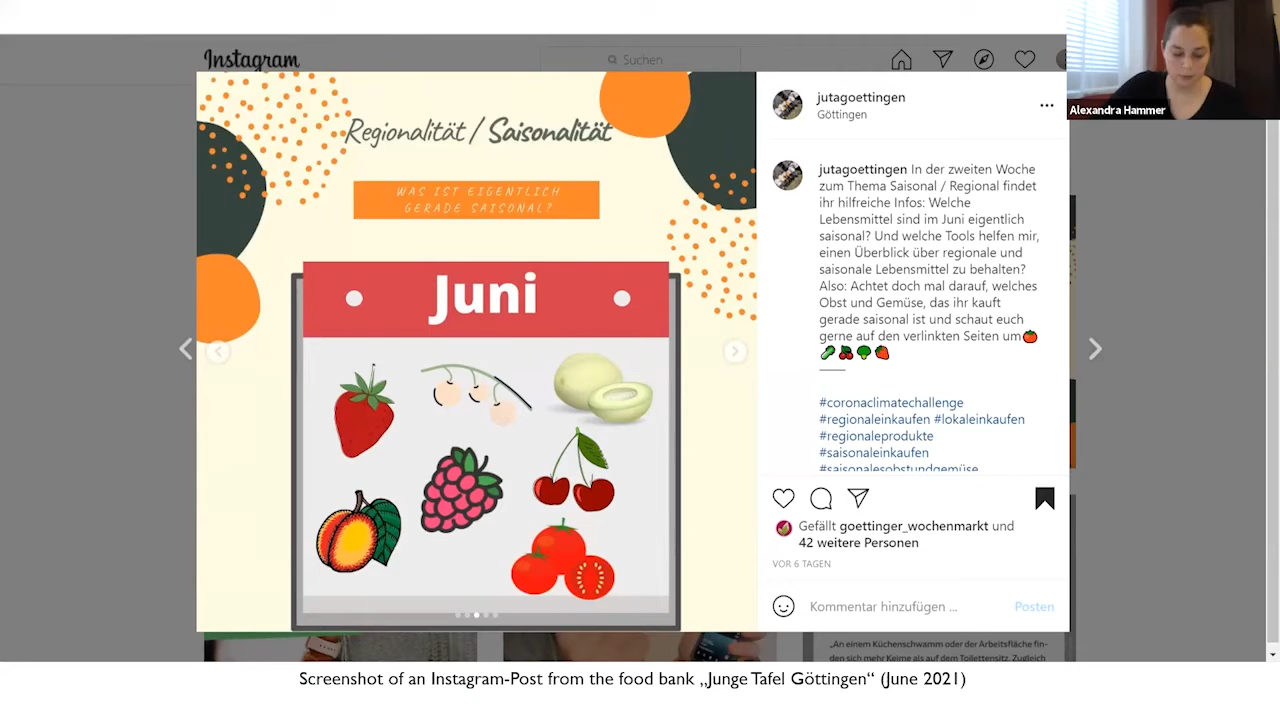 Instagram
Suchen
Alexandra Hammer
Regionalität / Saisonalität
WAS IST EIGENTLICH
GERADE SAISONAL?
Juni
jutagoettingen
Göttingen
jutagoettingen In der zweiten Woche
zum Thema Saisonal / Regional findet
ihr hilfreiche Infos: Welche
Lebensmittel sind im Juni eigentlich
saisonal? Und welche Tools helfen mir,
einen Überblick über regionale und
saisonale Lebensmittel zu behalten?
Also: Achtet doch mal darauf, welches
Obst und Gemüse, das ihr kauft
gerade saisonal ist und schaut euch
gerne auf den verlinkten Seiten um
#coronaclimatechallenge
#regionaleinkaufen #lokaleinkaufen
#regionaleprodukte
#saisonaleinkaufen
#saisonalesobstundgemüse
Gefällt goettinger_wochenmarkt und
42 weitere Personen
VOR 6 TAGEN
Kommentar hinzufügen ...
Posten
„An einem Küchenschwamm oder der Arbeitsfläche fin-
den sich mehr Keime als auf dem Toilettensitz. Zugleich
Screenshot of an Instagram-Post from the food bank „Junge Tafel Göttingen“ (June 2021)